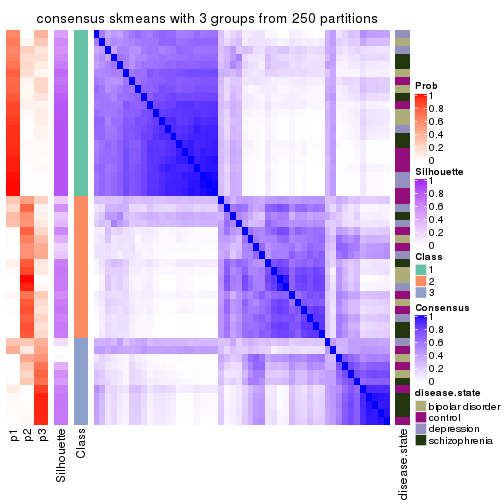 consensus skmeans with 3 groups from 250 partitions
Prob
1
0.8
0.6
0.4
0.2
0
Silhouette
1
0.8
0.6
0.4
0.2
0
Class
1
2
3
Consensus
1
0.8
0.6
0.4
0.2
0
disease.state
bipolar disorder
control
depression
schizophrenia
p1
p2
p3
Silhouette
Class
disease.state